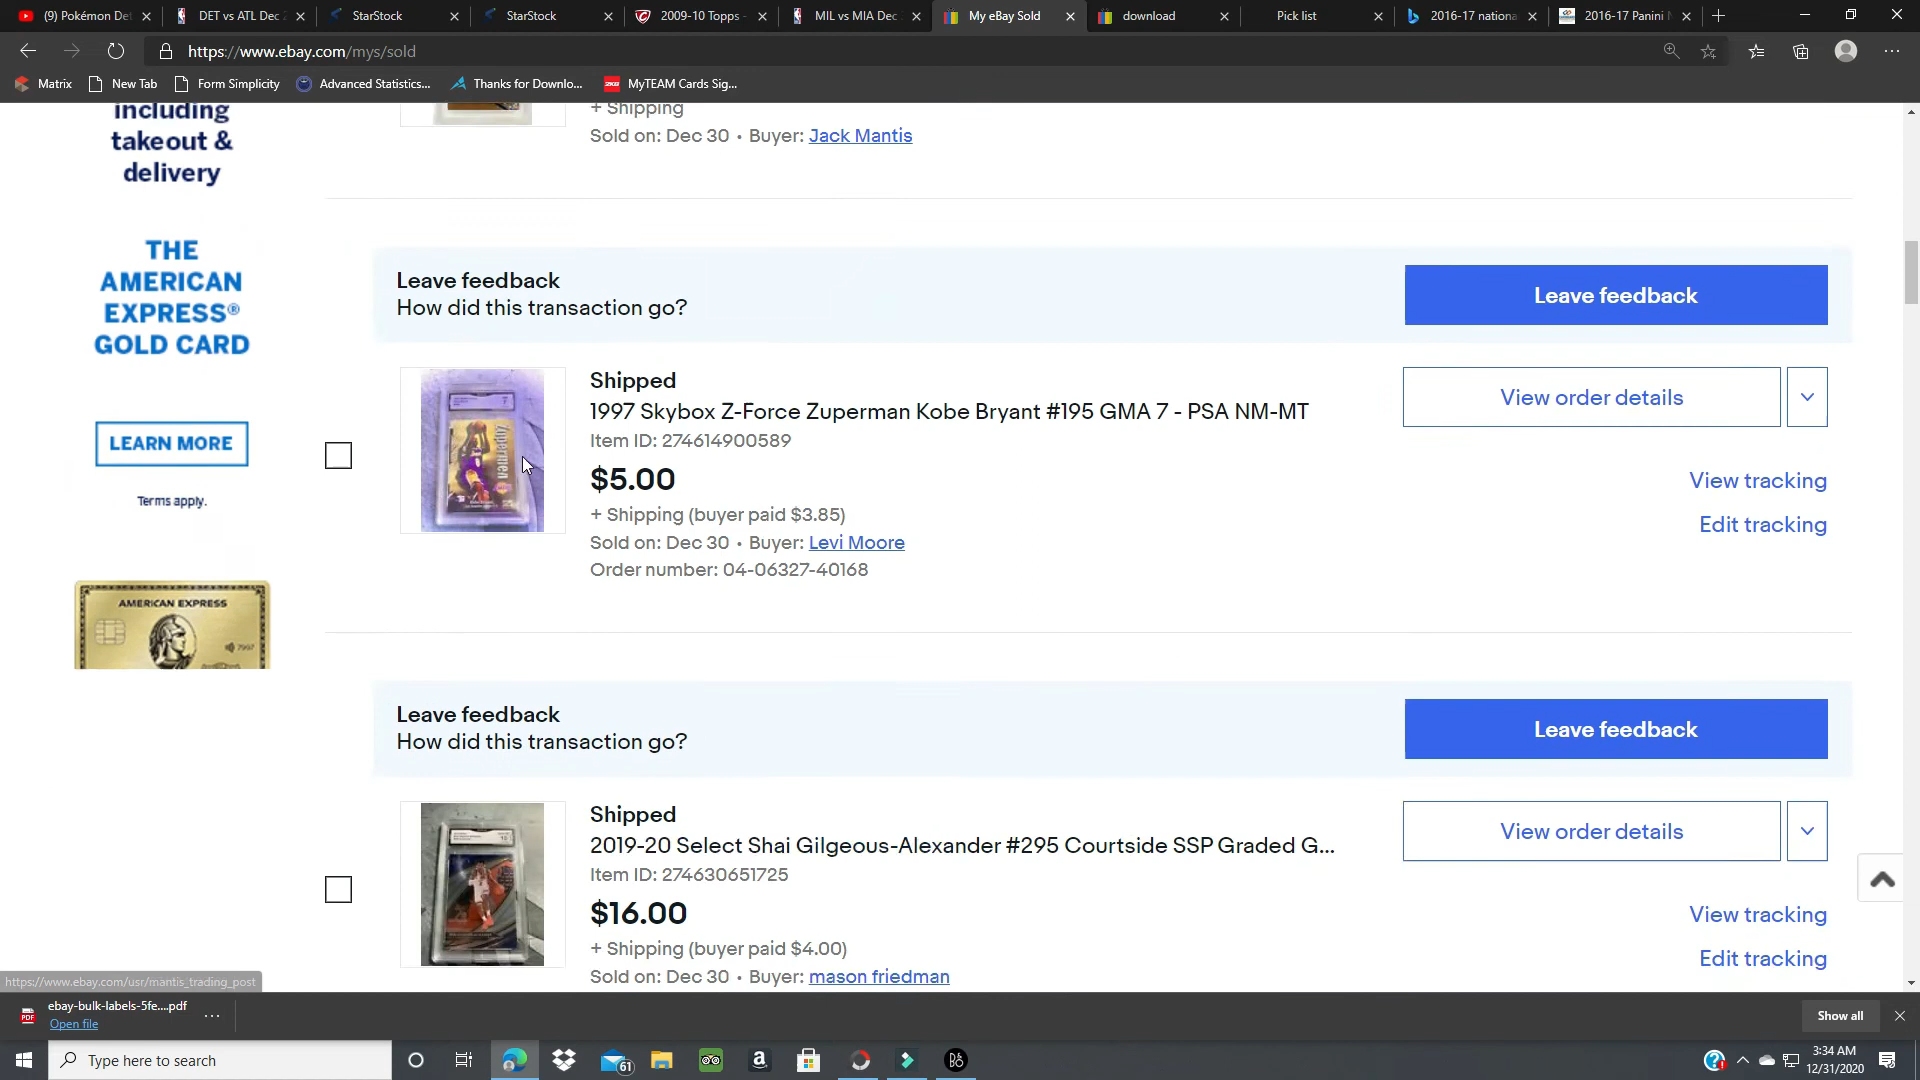 (9) Pokémon Det
DET vs ATL Dec 2
StarStock
StarStock
2009-10 Topps -
MIL vs MIA Dec
My eBay Sold
download
Pick list
2016-17 nationa
2016-17 Panini
https://www.ebay.com/mys/sold
Matrix
New Tab
Form Simplicity
Advanced Statistics...
Thanks for Downlo...
MyTEAM Cards Sig...
including
takeout &
delivery
THE
AMERICAN
EXPRESS®
GOLD CARD
LEARN MORE
Terms apply.
AMERICAN EXPRESS
+ Shipping
Sold on: Dec 30 • Buyer: Jack Mantis
Leave feedback
How did this transaction go?
Leave feedback
Shipped
1997 Skybox Z-Force Zuperman Kobe Bryant #195 GMA 7 - PSA NM-MT
Item ID: 274614900589
$5.00
+ Shipping (buyer paid $3.85)
Sold on: Dec 30 • Buyer: Levi Moore
Order number: 04-06327-40168
View order details
View tracking
Edit tracking
Leave feedback
How did this transaction go?
Leave feedback
Shipped
2019-20 Select Shai Gilgeous-Alexander #295 Courtside SSP Graded G...
Item ID: 274630651725
$16.00
+ Shipping (buyer paid $4.00)
Sold on: Dec 30 • Buyer: mason friedman
View order details
View tracking
Edit tracking
https://www.ebay.com/usr/mantis_trading_post
ebay-bulk-labels-5fe....pdf
Open file
Show all
Type here to search
61
3:34 AM
12/31/2020